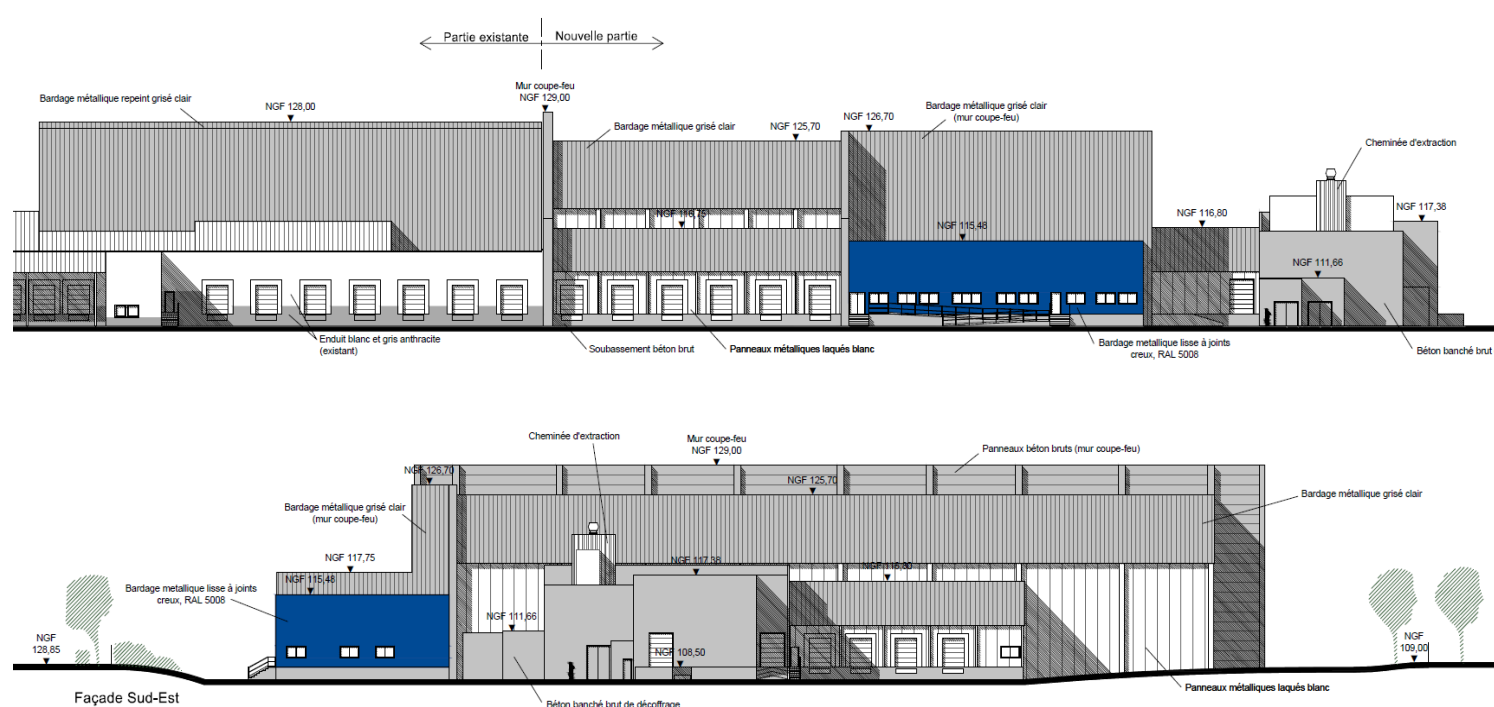 Partie existante
Nouvelle partie
Mur coupe-feu
NGF 129,00
Bardage métallique repeint grisé clair
NGF 128,00
Bardage métallique grisé clair
NGF 125,70
NGF 126,70
Bardage métallique grisé clair
(mur coupe-feu)
Cheminée d'extraction
NGF 116,75
NGF 115,48
NGF 116,80
NGF 117,38
NGF 111,66
Enduit blanc et gris anthracite
(existant)
Soubassement béton brut
Panneaux métalliques laqués blanc
Bardage metallique lisse à joints
creux, RAL 5008
Béton banché brut
Cheminée d'extraction
Mur coupe-feu
NGF 129,00
Panneaux béton bruts (mur coupe-feu)
NGF 126,70
NGF 125,70
Bardage métallique grisé clair
Bardage métallique grisé clair
(mur coupe-feu)
NGF 117,75
NGF 117,38
NGF 116,80
NGF 115,48
Bardage metallique lisse à joints
creux, RAL 5008
NGF 111,66
NGF
128,85
NGF 108,50
NGF
109,00
Façade Sud-Est
Béton banché brut de décoffrage
Panneaux métalliques laqués blanc